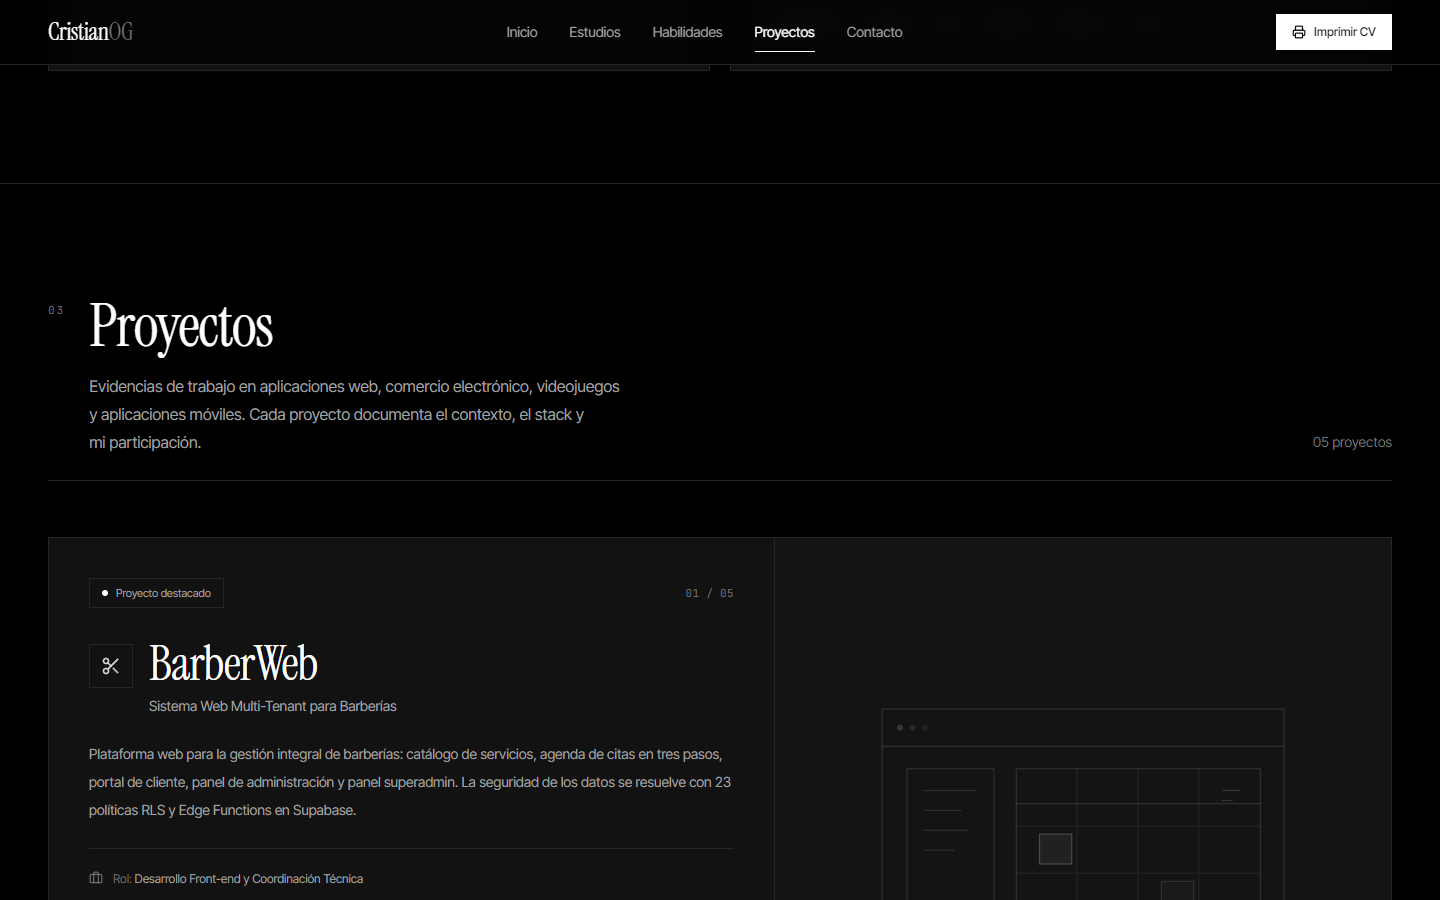 CristianOG
Inicio
Estudios
Habilidades
Proyectos
Contacto
Imprimir CV
03
Proyectos
Evidencias de trabajo en aplicaciones web, comercio electrónico, videojuegos
y aplicaciones móviles. Cada proyecto documenta el contexto, el stack y
mi participación.
05 proyectos
Proyecto destacado
01 / 05
BarberWeb
Sistema Web Multi-Tenant para Barberías
Plataforma web para la gestión integral de barberías: catálogo de servicios, agenda de citas en tres pasos,
portal de cliente, panel de administración y panel superadmin. La seguridad de los datos se resuelve con 23
políticas RLS y Edge Functions en Supabase.
Rol: Desarrollo Front-end y Coordinación Técnica